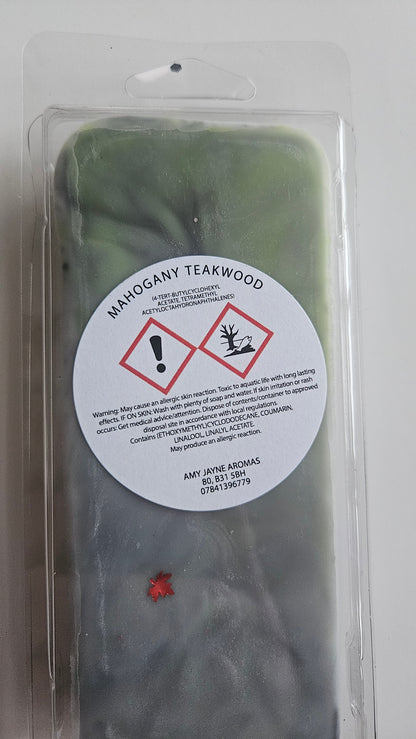 MAHOGANY TEAKWOOD
(4-TERT-BUTYLCYCLOHEXYL
ACETATE, TETRAMETHYL
ACETYLOCTAHYDRONAPHTHALENES)
Warning: May cause an allergic skin reaction. Toxic to aquatic life with long lasting
effects. IF ON SKIN: Wash with plenty of soap and water. If skin irritation or rash
occurs: Get medical advice/attention. Dispose of contents/container to approved
disposal site in accordance with local regulations.
Contains (ETHOXYMETHYL)CYCLODODECANE, COUMARIN,
LINALOOL, LINALYL ACETATE.
May produce an allergic reaction.
AMY JAYNE AROMAS
80, B31 5BH
07841396779